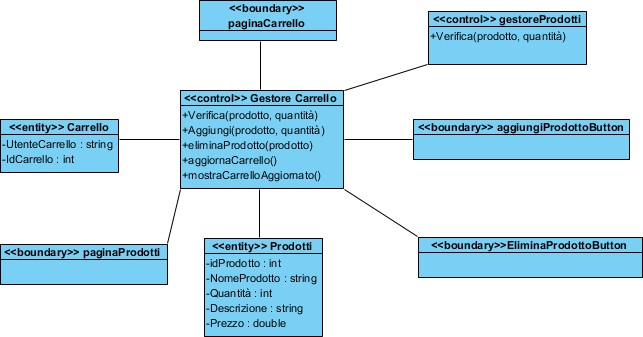 <<boundary>>
paginaCarrello
<<control>> gestoreProdotti
+Verifica(prodotto, quantità)
<<control>> Gestore Carrello
+Verifica(prodotto, quantità)
+Aggiungi(prodotto, quantità)
+eliminaProdotto(prodotto)
+aggiornaCarrello()
+mostraCarrelloAggiornato()
<<entity>> Carrello
-UtenteCarrello : string
-IdCarrello : int
<<boundary>> aggiungiProdottoButton
<<boundary>> paginaProdotti
<<entity>> Prodotti
-idProdotto : int
-NomeProdotto : string
-Quantità : int
-Descrizione : string
-Prezzo : double
<<boundary>>EliminaProdottoButton